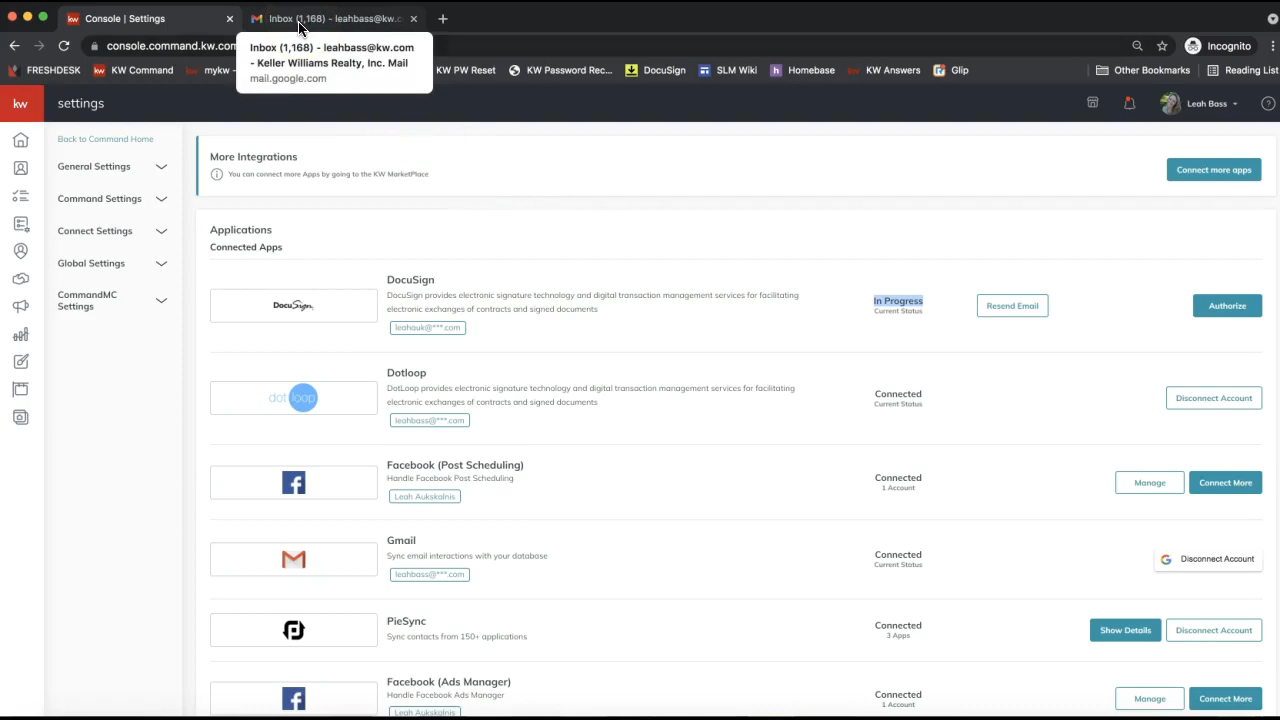 Console | Settings
Inbox (1,168) - leahbass@kw.c
console.command.kw.com
Incognito
Inbox (1,168) - leahbass@kw.com
- Keller Williams Realty, Inc. Mail
mail.google.com
FRESHDESK
kw
KW Command
kw
mykw -
KW PW Reset
KW Password Rec...
DocuSign
UN Wiki
h
Homebase
kw
KW Answers
Rap
Other Bookmarks
Reading List
kw
settings
Leah Bass
Back to Command Home
General Settings
Command Settings
Connect Settings
Global Settings
CommandMC
Settings
More Integrations
You can connect more Apps by going to the KW MarketPlace
Connect more apps
Applications
Connected Apps
DocuSign
DocuSign
DocuSign provides electronic signature technology and digital transaction management services for facilitating
electronic exchanges of contracts and signed documents
leahauk@***.com
In Progress
Current Status
Resend Email
Authorize
dotloop
Dotloop
DotLoop provides electronic signature technology and digital transaction management services for facilitating
electronic exchanges of contracts and signed documents
leahbass@***.com
Connected
Current Status
Disconnect Account
Facebook (Post Scheduling)
Handle Facebook Post Scheduling
Leah Aukskalnis
Connected
1 Account
Manage
Connect More
Gmail
Sync email interactions with your database
leahbass@***.com
Connected
Current Status
Disconnect Account
PieSync
Sync contacts from 150+ applications
Connected
3 Apps
Show Details
Disconnect Account
Facebook (Ads Manager)
Handle Facebook Ads Manager
Leah Aukskalnis
Connected
1 Account
Manage
Connect More